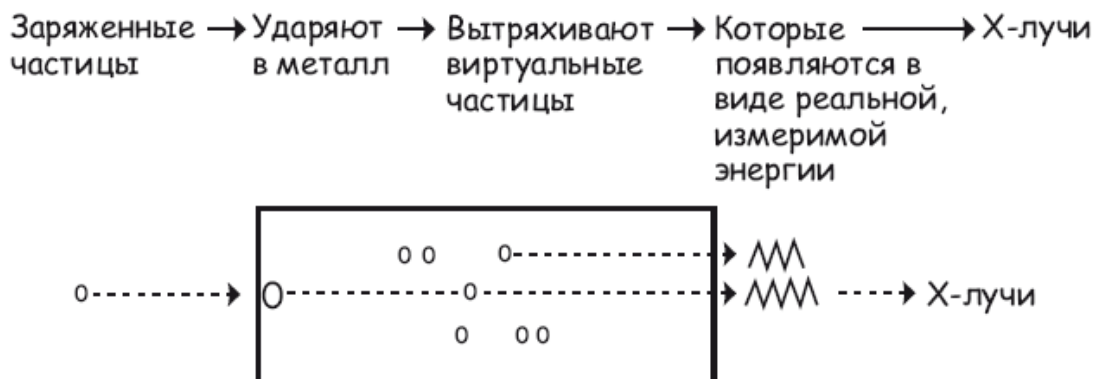 Заряженные → Ударяют → Вытряхивают → Которые → Х-лучи
частицы в металл виртуальные появляются в
частицы виде реальной,
измеримой
энергии
Х-лучи